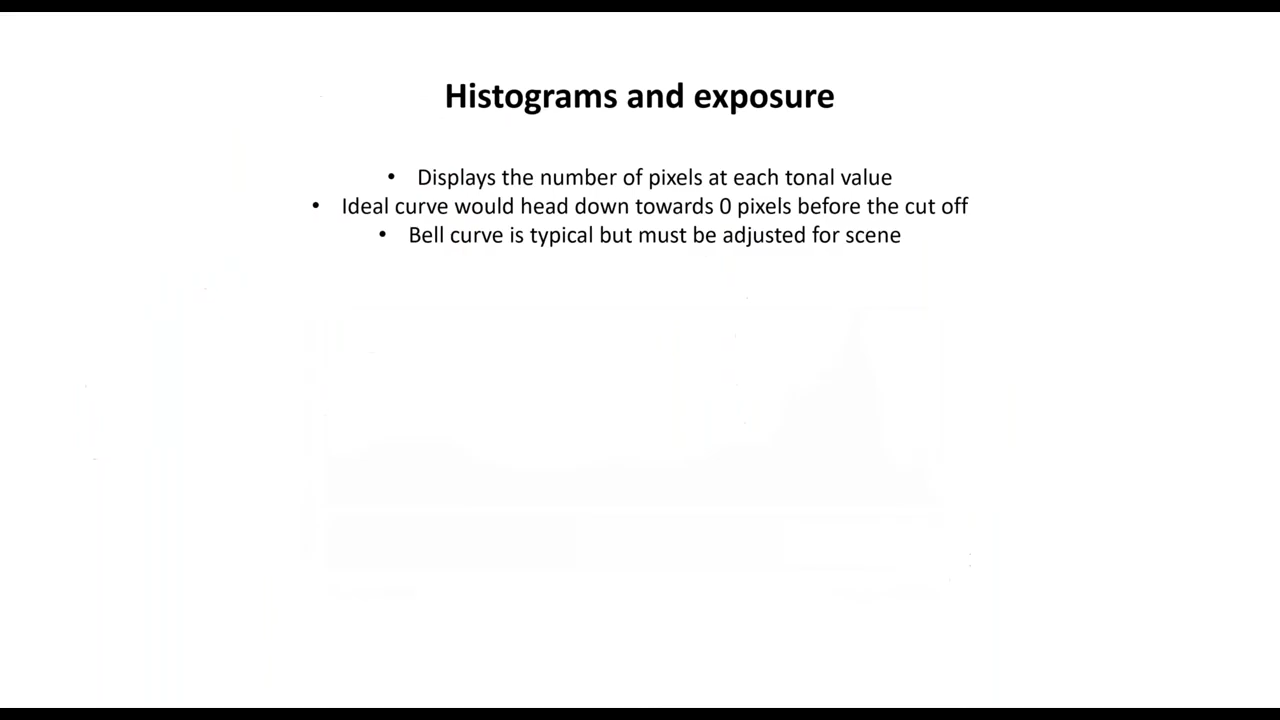 Histograms and exposure
• Displays the number of pixels at each tonal value
• Ideal curve would head down towards 0 pixels before the cut off
• Bell curve is typical but must be adjusted for scene